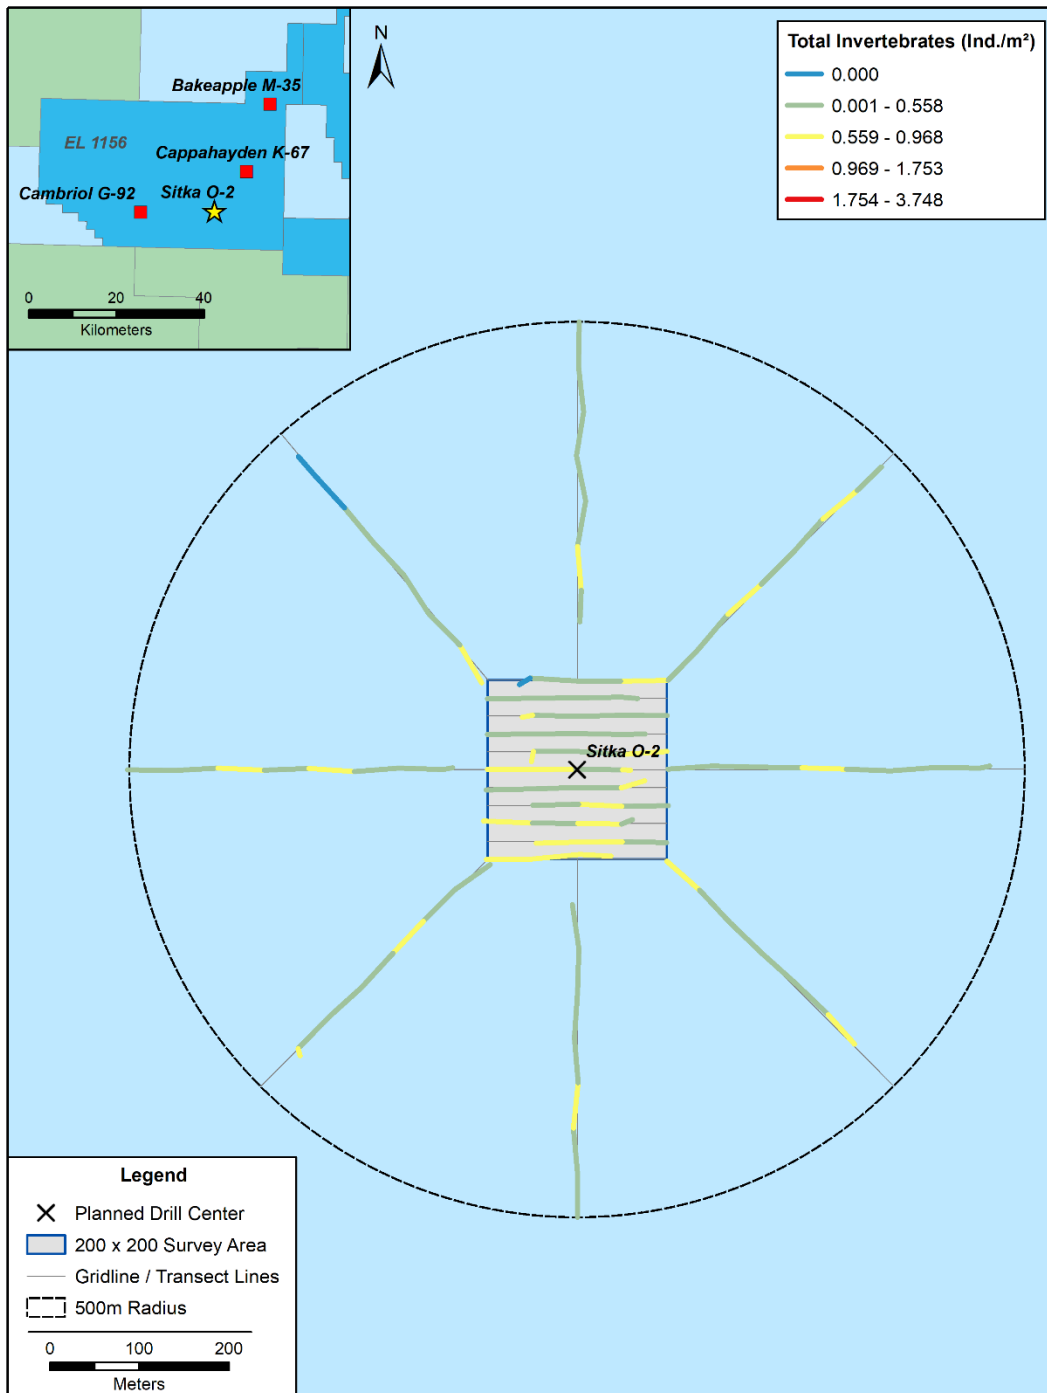 Bakeapple M-35
EL 1156
Cappahayden K-67
Cambriol G-92
Sitka O-2
0 20 40
Kilometers
N
Total Invertebrates (Ind./m²)
0.000
0.001 - 0.558
0.559 - 0.968
0.969 - 1.753
1.754 - 3.748
Sitka O-2
Legend
Planned Drill Center
200 x 200 Survey Area
Gridline / Transect Lines
500m Radius
0 100 200
Meters